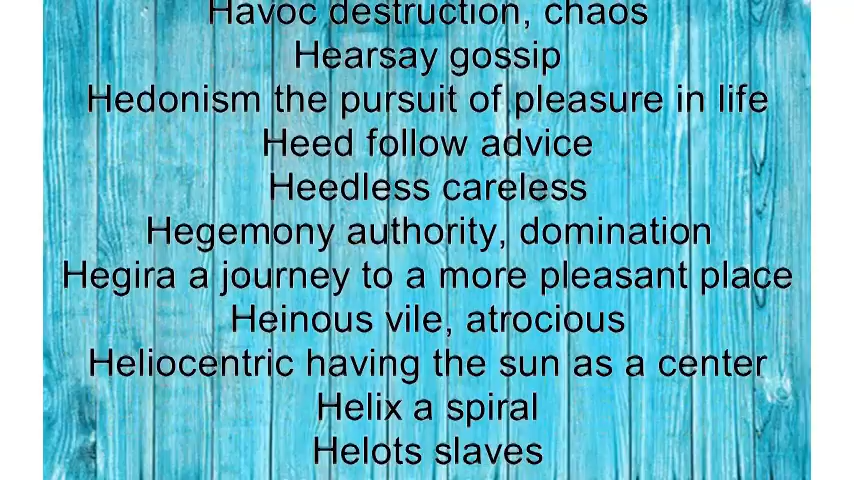 Havoc destruction, chaos
Hearsay gossip
Hedonism the pursuit of pleasure in life
Heed follow advice
Heedless careless
Hegemony authority, domination
Hegira a journey to a more pleasant place
Heinous vile, atrocious
Heliocentric having the sun as a center
Helix a spiral
Helots slaves